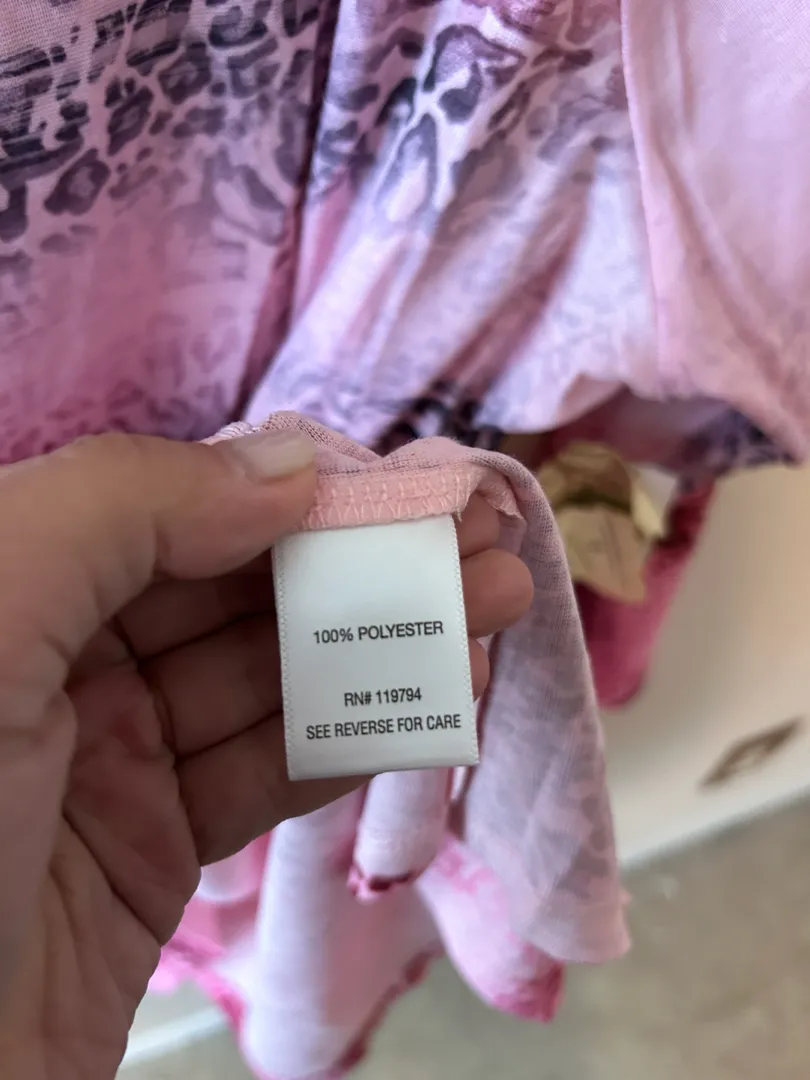 100% POLYESTER
RN# 119794
SEE REVERSE FOR CARE